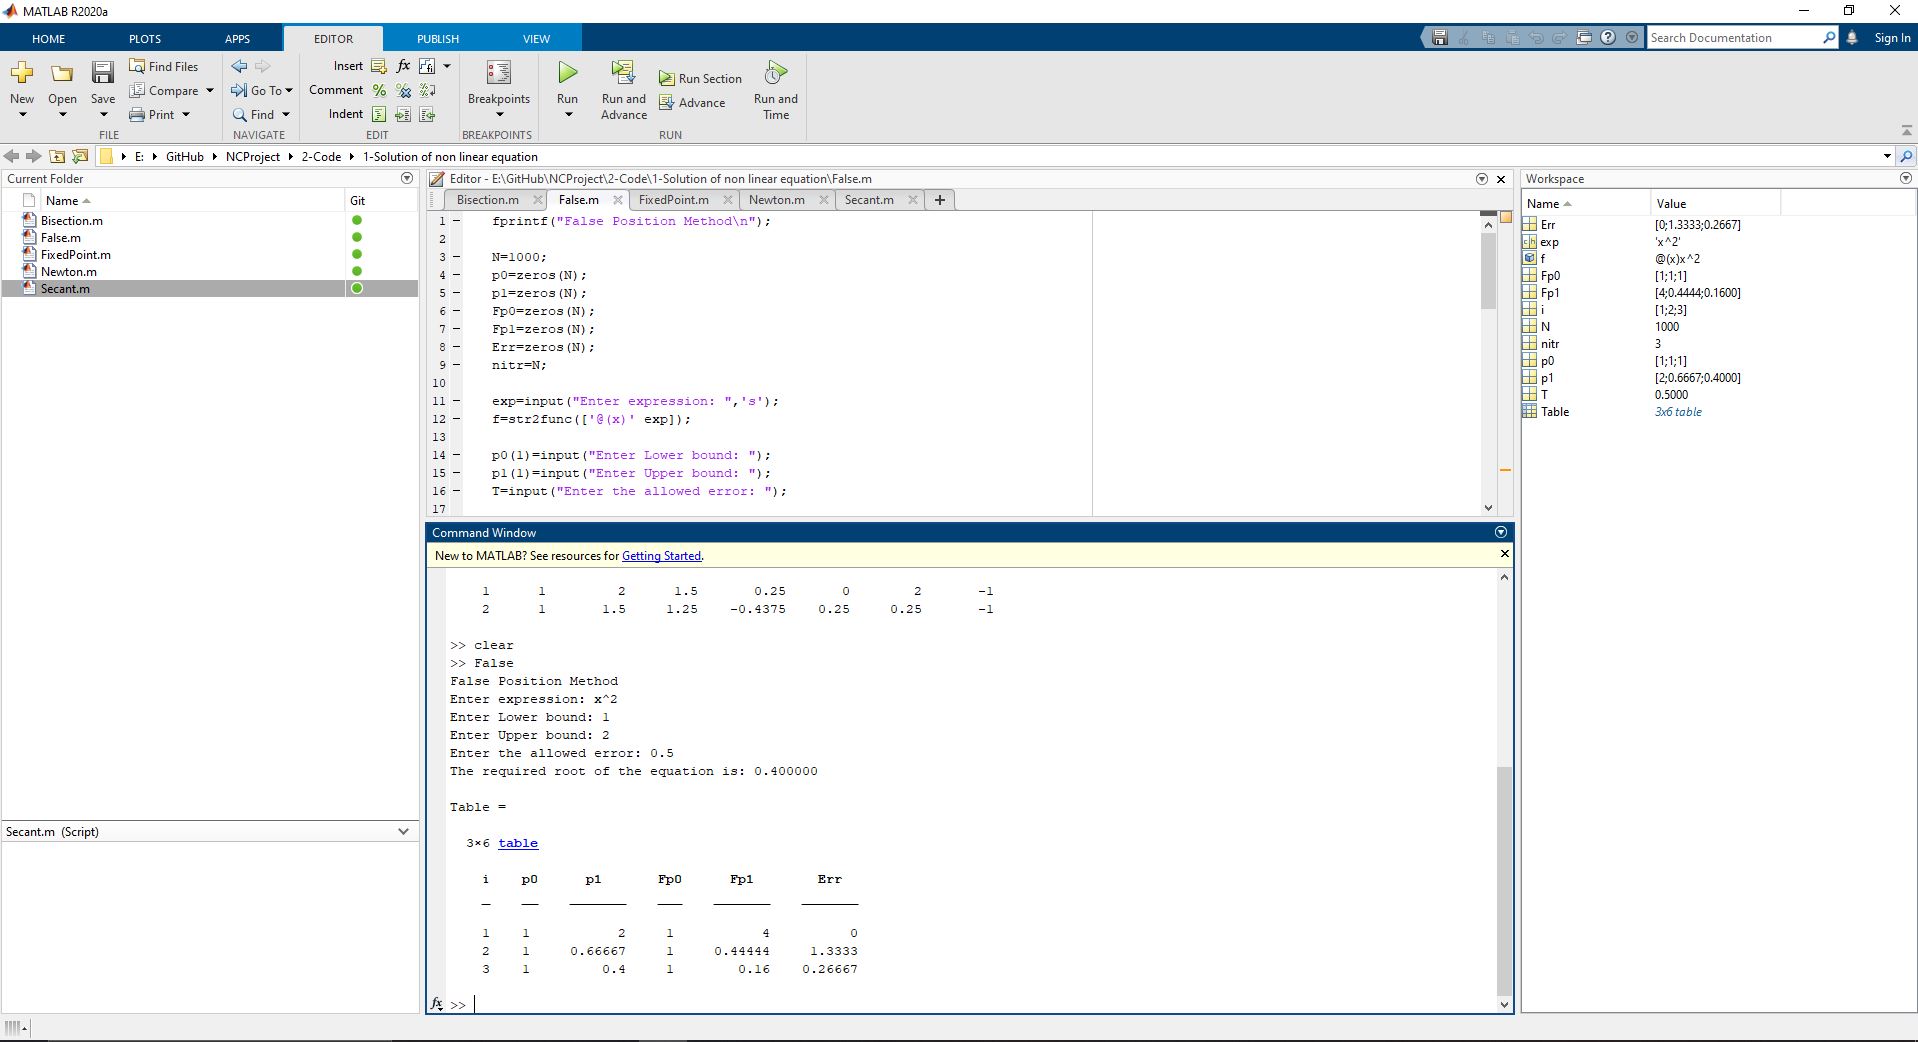 MATLAB R2020a
HOME PLOTS APPS EDITOR PUBLISH VIEW
Search Documentation
Sign In
New
Open
Save
Find Files
Compare
Print
FILE
Go To
Find
NAVIGATE
Insert fx
Comment %
Indent
EDIT
Breakpoints
BREAKPOINTS
Run
Run and Advance
Run Section
Advance
Run and Time
RUN
E: GitHub NCProject 2-Code 1-Solution of non linear equation
Current Folder
Name Git
Bisection.m
False.m
FixedPoint.m
Newton.m
Secant.m
Secant.m (Script)
Editor - E:\GitHub\NCProject\2-Code\1-Solution of non linear equation\False.m
Bisection.m False.m FixedPoint.m Newton.m Secant.m +
1 - fprintf("False Position Method\n");
2
3 - N=1000;
4 - p0=zeros(N);
5 - p1=zeros(N);
6 - Fp0=zeros(N);
7 - Fp1=zeros(N);
8 - Err=zeros(N);
9 - nitr=N;
10
11 - exp=input("Enter expression: ",'s');
12 - f=str2func(['@(x)' exp]);
13
14 - p0(1)=input("Enter Lower bound: ");
15 - p1(1)=input("Enter Upper bound: ");
16 - T=input("Enter the allowed error: ");
17
Command Window
New to MATLAB? See resources for Getting Started.
1 1 2 1.5 0.25 0 2 -1
2 1 1.5 1.25 -0.4375 0.25 0.25 -1
>> clear
>> False
False Position Method
Enter expression: x^2
Enter Lower bound: 1
Enter Upper bound: 2
Enter the allowed error: 0.5
The required root of the equation is: 0.400000
Table =
3×6 table
i p0 p1 Fp0 Fp1 Err
1 1 2 1 4 0
2 1 0.66667 1 0.44444 1.3333
3 1 0.4 1 0.16 0.26667
fx >>
Workspace
Name Value
Err [0;1.3333;0.2667]
exp 'x^2'
f @(x)x^2
Fp0 [1;1;1]
Fp1 [4;0.4444;0.1600]
i [1;2;3]
N 1000
nitr 3
p0 [1;1;1]
p1 [2;0.6667;0.4000]
T 0.5000
Table 3x6 table